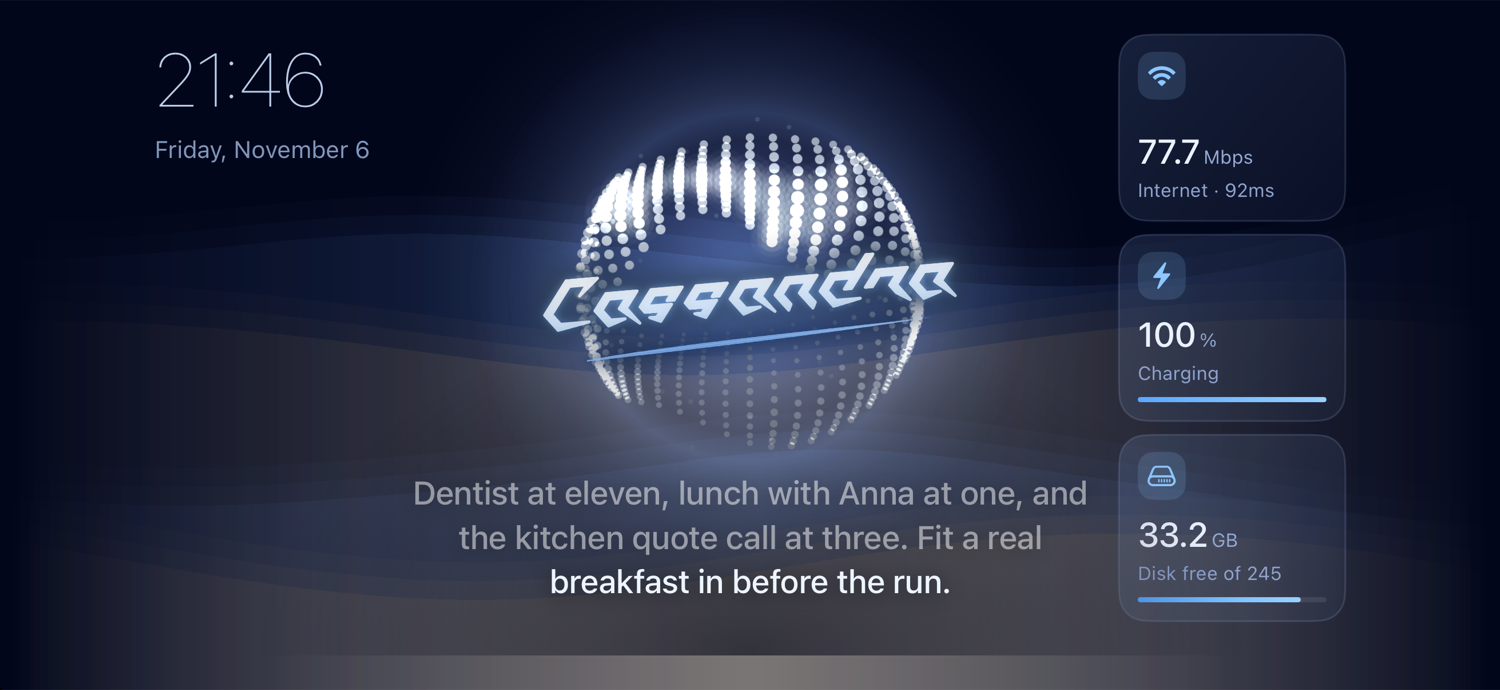 21:46
Friday, November 6
Cassandra
Dentist at eleven, lunch with Anna at one, and
the kitchen quote call at three. Fit a real
breakfast in before the run.
77.7 Mbps
Internet · 92ms
100 %
Charging
33.2 GB
Disk free of 245